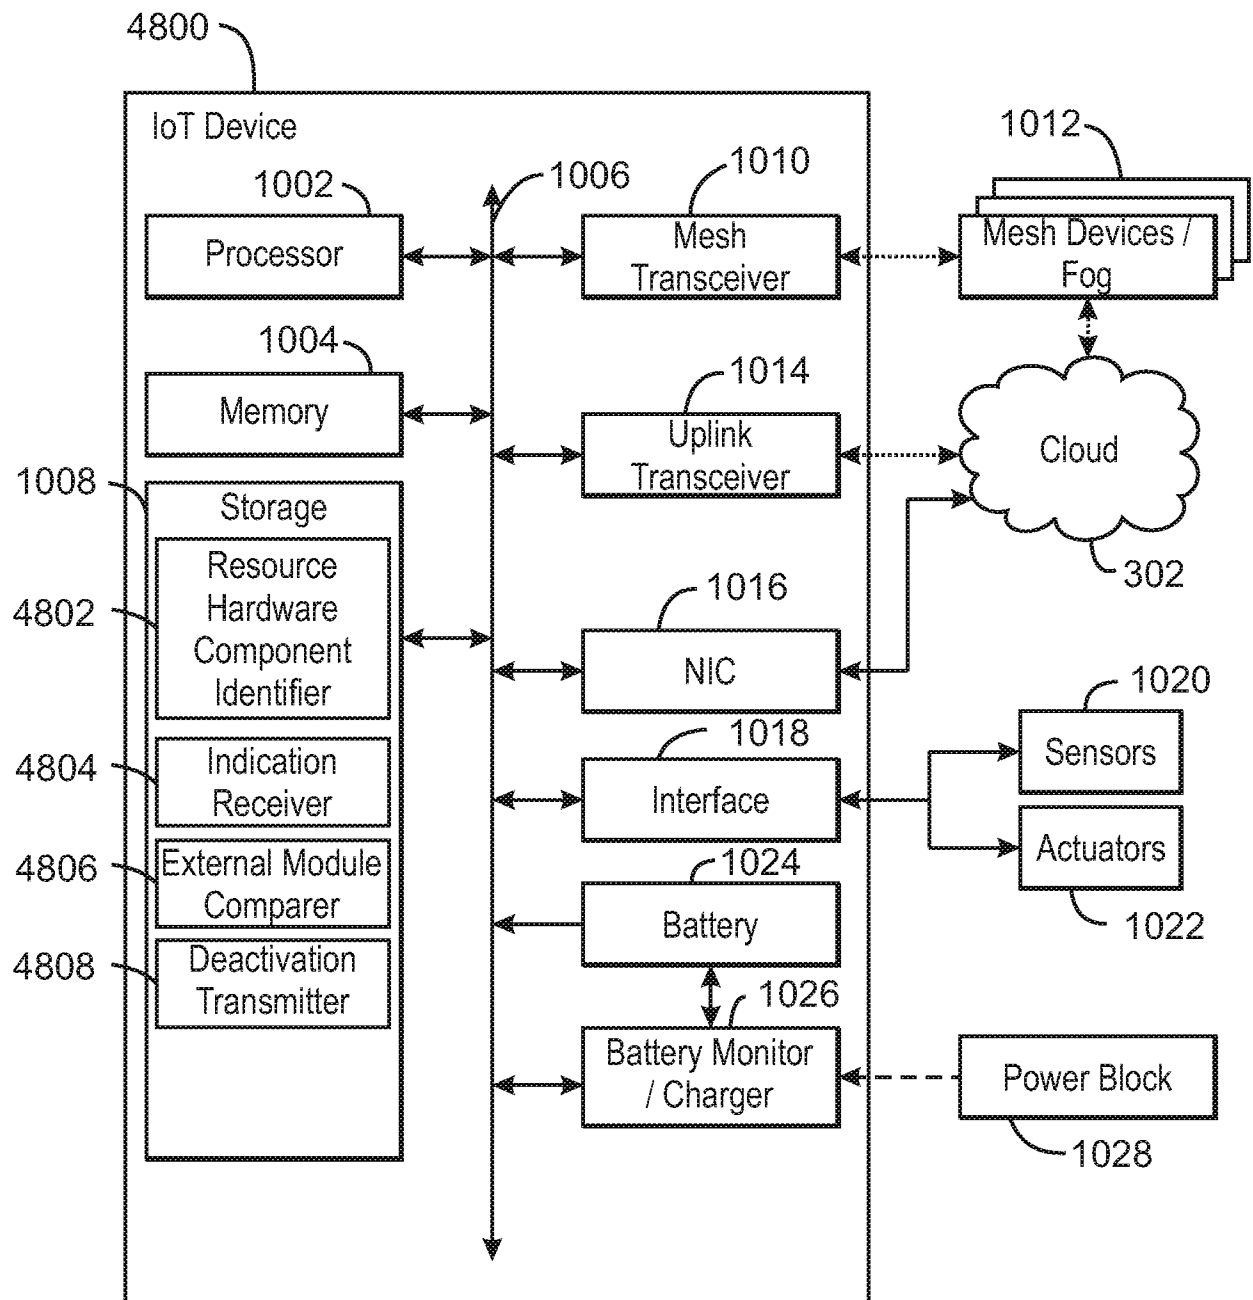 4800
IoT Device
1002
1006
1010
1012
Processor
Mesh
Transceiver
Mesh Devices /
Fog
1004
Memory
1014
Uplink
Transceiver
Cloud
302
1008
Storage
4802
Resource
Hardware
Component
Identifier
1016
NIC
4804
Indication
Receiver
1018
Interface
1020
Sensors
Actuators
1022
4806
External Module
Comparer
1024
Battery
4808
Deactivation
Transmitter
1026
Battery Monitor
/ Charger
Power Block
1028